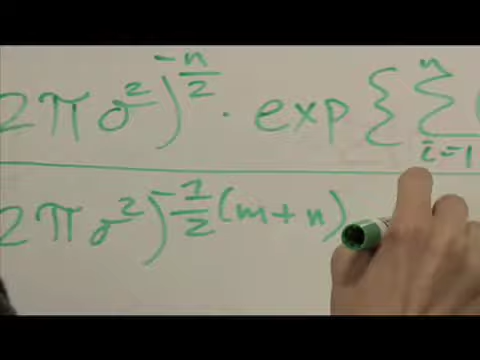 2πσ²)^{-n/2} · exp{ Σ_{i=1}^{n} (
2πσ²)^{-1/2(m+n)}